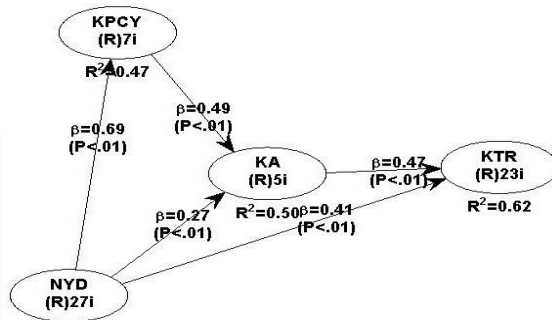 KPCY
(R)7i
R²=0.47
β=0.49
(P<.01)
β=0.69
(P<.01)
KA
(R)5i
R²=0.50
β=0.47
(P<.01)
KTR
(R)23i
R²=0.62
β=0.27
(P<.01)
β=0.41
(P<.01)
NYD
(R)27i